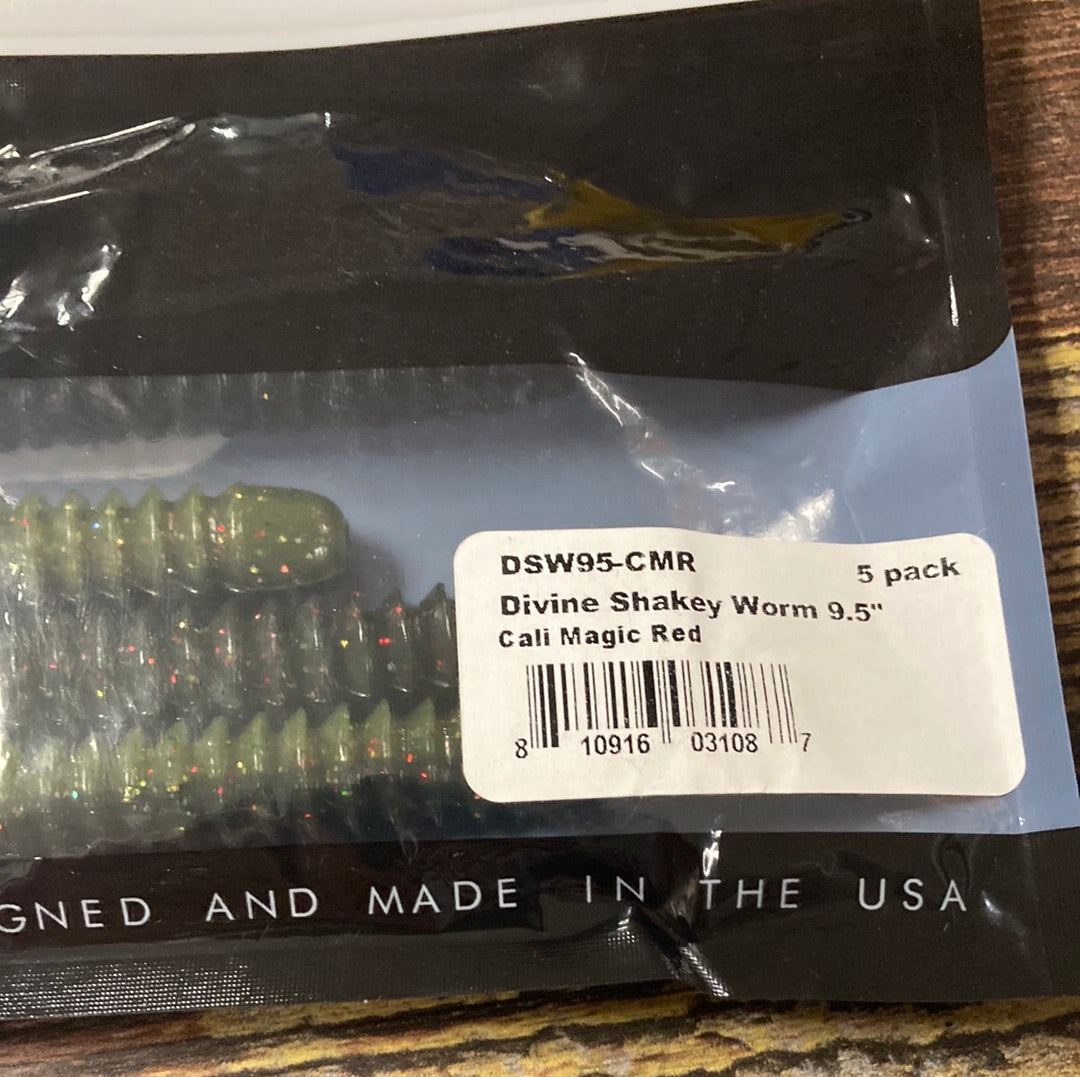 DSW95-CMR
5 pack
Divine Shakey Worm 9.5"
Cali Magic Red
8 10916 03108 7
GNED AND MADE IN THE USA